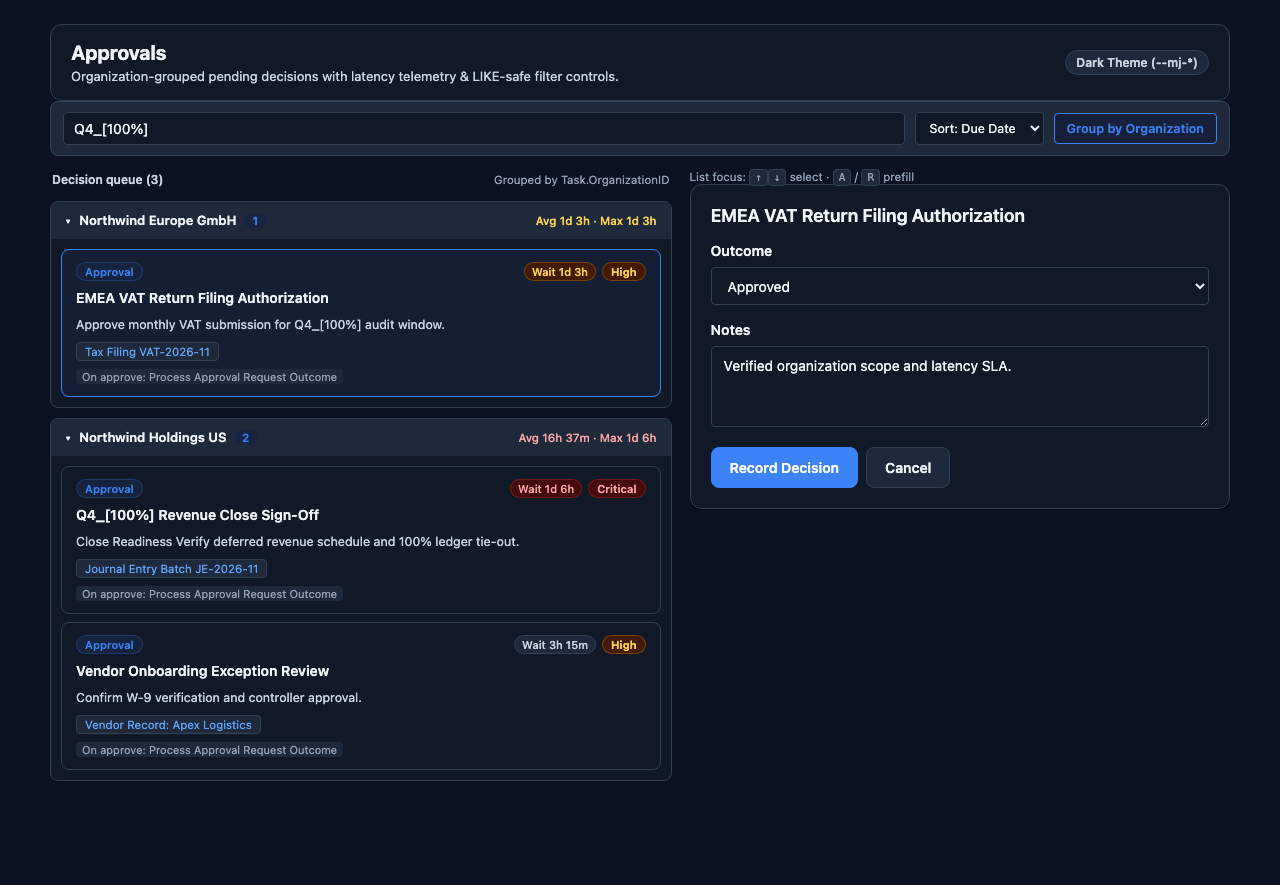 Approvals
Organization-grouped pending decisions with latency telemetry & LIKE-safe filter controls.
Dark Theme (--mj-*)
Q4_[100%]
Sort: Due Date
Group by Organization
Decision queue (3)
Grouped by Task.OrganizationID
▾ Northwind Europe GmbH 1
Avg 1d 3h · Max 1d 3h
Approval
Wait 1d 3h
High
EMEA VAT Return Filing Authorization
Approve monthly VAT submission for Q4_[100%] audit window.
Tax Filing VAT-2026-11
On approve: Process Approval Request Outcome
▾ Northwind Holdings US 2
Avg 16h 37m · Max 1d 6h
Approval
Wait 1d 6h
Critical
Q4_[100%] Revenue Close Sign-Off
Close Readiness Verify deferred revenue schedule and 100% ledger tie-out.
Journal Entry Batch JE-2026-11
On approve: Process Approval Request Outcome
Approval
Wait 3h 15m
High
Vendor Onboarding Exception Review
Confirm W-9 verification and controller approval.
Vendor Record: Apex Logistics
On approve: Process Approval Request Outcome
List focus: ↑ ↓ select · A / R prefill
EMEA VAT Return Filing Authorization
Outcome
Approved
Notes
Verified organization scope and latency SLA.
Record Decision
Cancel